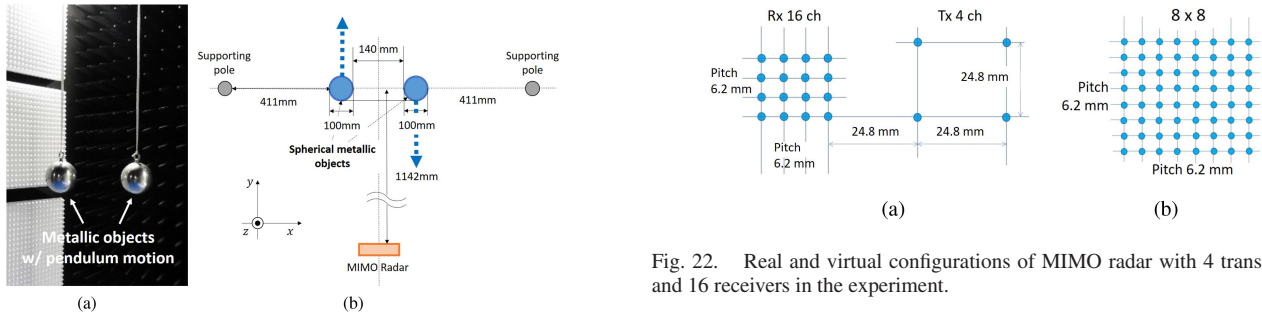 Metallic objects
w/ pendulum motion
(a)
Supporting
pole
140 mm
Supporting
pole
411mm
411mm
100mm
100mm
Spherical metallic
objects
1142mm
y
z
x
MIMO Radar
(b)
Rx 16 ch
Tx 4 ch
Pitch
6.2 mm
24.8 mm
24.8 mm
24.8 mm
Pitch
6.2 mm
(a)
8 x 8
Pitch
6.2 mm
Pitch 6.2 mm
(b)
Fig. 22. Real and virtual configurations of MIMO radar with 4 trans
and 16 receivers in the experiment.